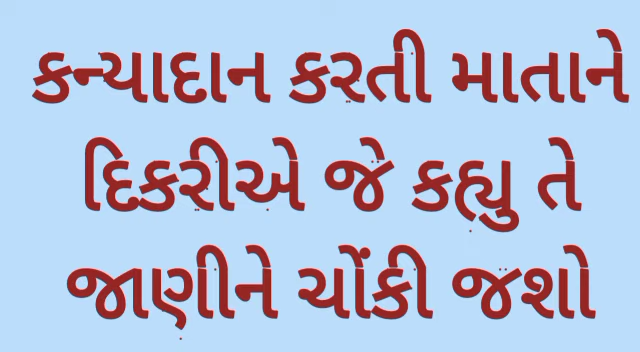 કન્યાદાન કરતી માતાને
દિકરીએ જે કહ્યુ તે
જાણીને ચોંકી જશો